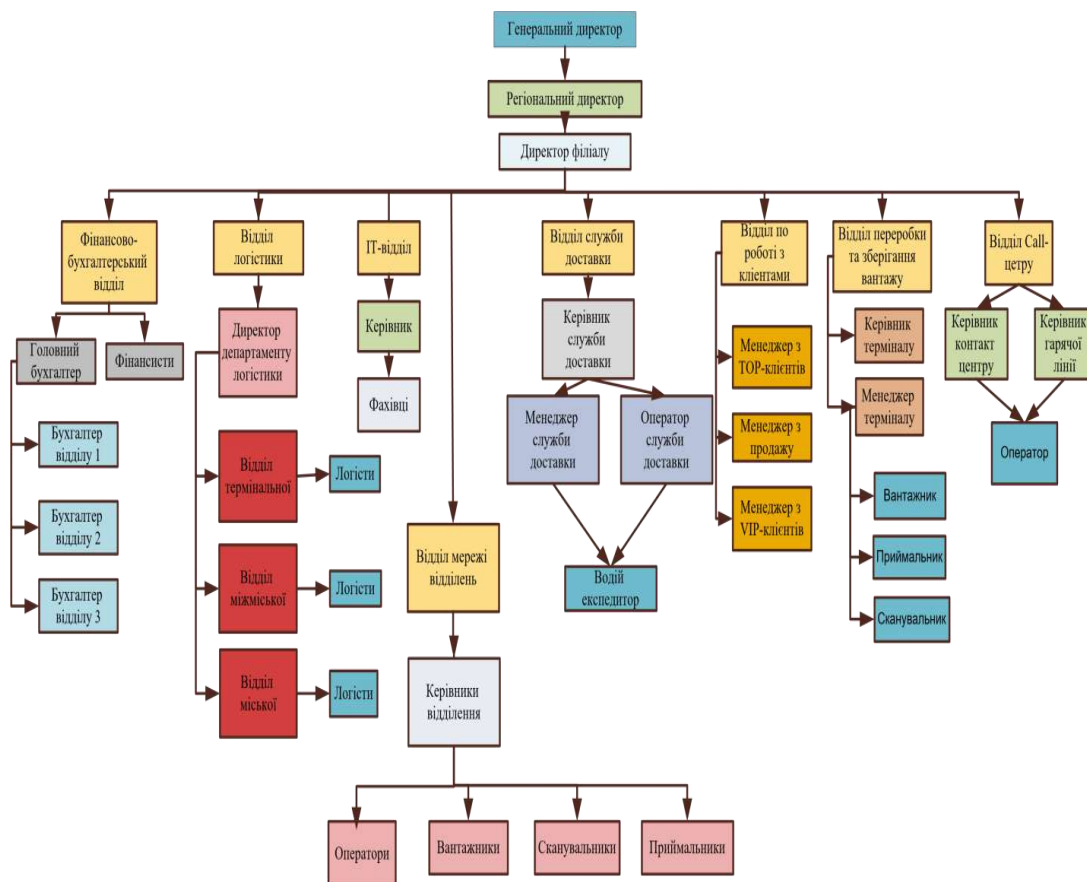 Генеральний директор
Регіональний директор
Директор філіалу
Фінансово-
бухгалтерський
відділ
Відділ
логістики
ІТ-відділ
Відділ служби
доставки
Відділ по
роботі з
кліентами
Відділ переробки
та зберігання
вантажу
Відділ Call-
цетру
Головний
бухгалтер
Фінансисти
Директор
департаменту
логістики
Керівник
Керівник
служби
доставки
Менеджер з
ТОР-клієнтів
Керівник
терміналу
Керівник
контакт
центру
Керівник
гарячої
лінії
Фахівці
Менеджер
служби
доставки
Оператор
служби
доставки
Менеджер з
продажу
Менеджер
терміналу
Оператор
Бухгалтер
відділу 1
Відділ
термінальної
Логісти
Менеджер з
VIP-клієнтів
Вантажник
Бухгалтер
відділу 2
Відділ мережі
відділень
Приймальник
Бухгалтер
відділу 3
Відділ
міжміської
Логісти
Водій
експедитор
Сканувальник
Відділ
міської
Логісти
Керівники
відділення
Оператори
Вантажники
Сканувальники
Приймальники